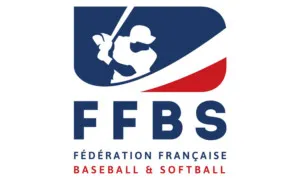 FFBS
FÉDÉRATION FRANÇAISE
BASEBALL & SOFTBALL